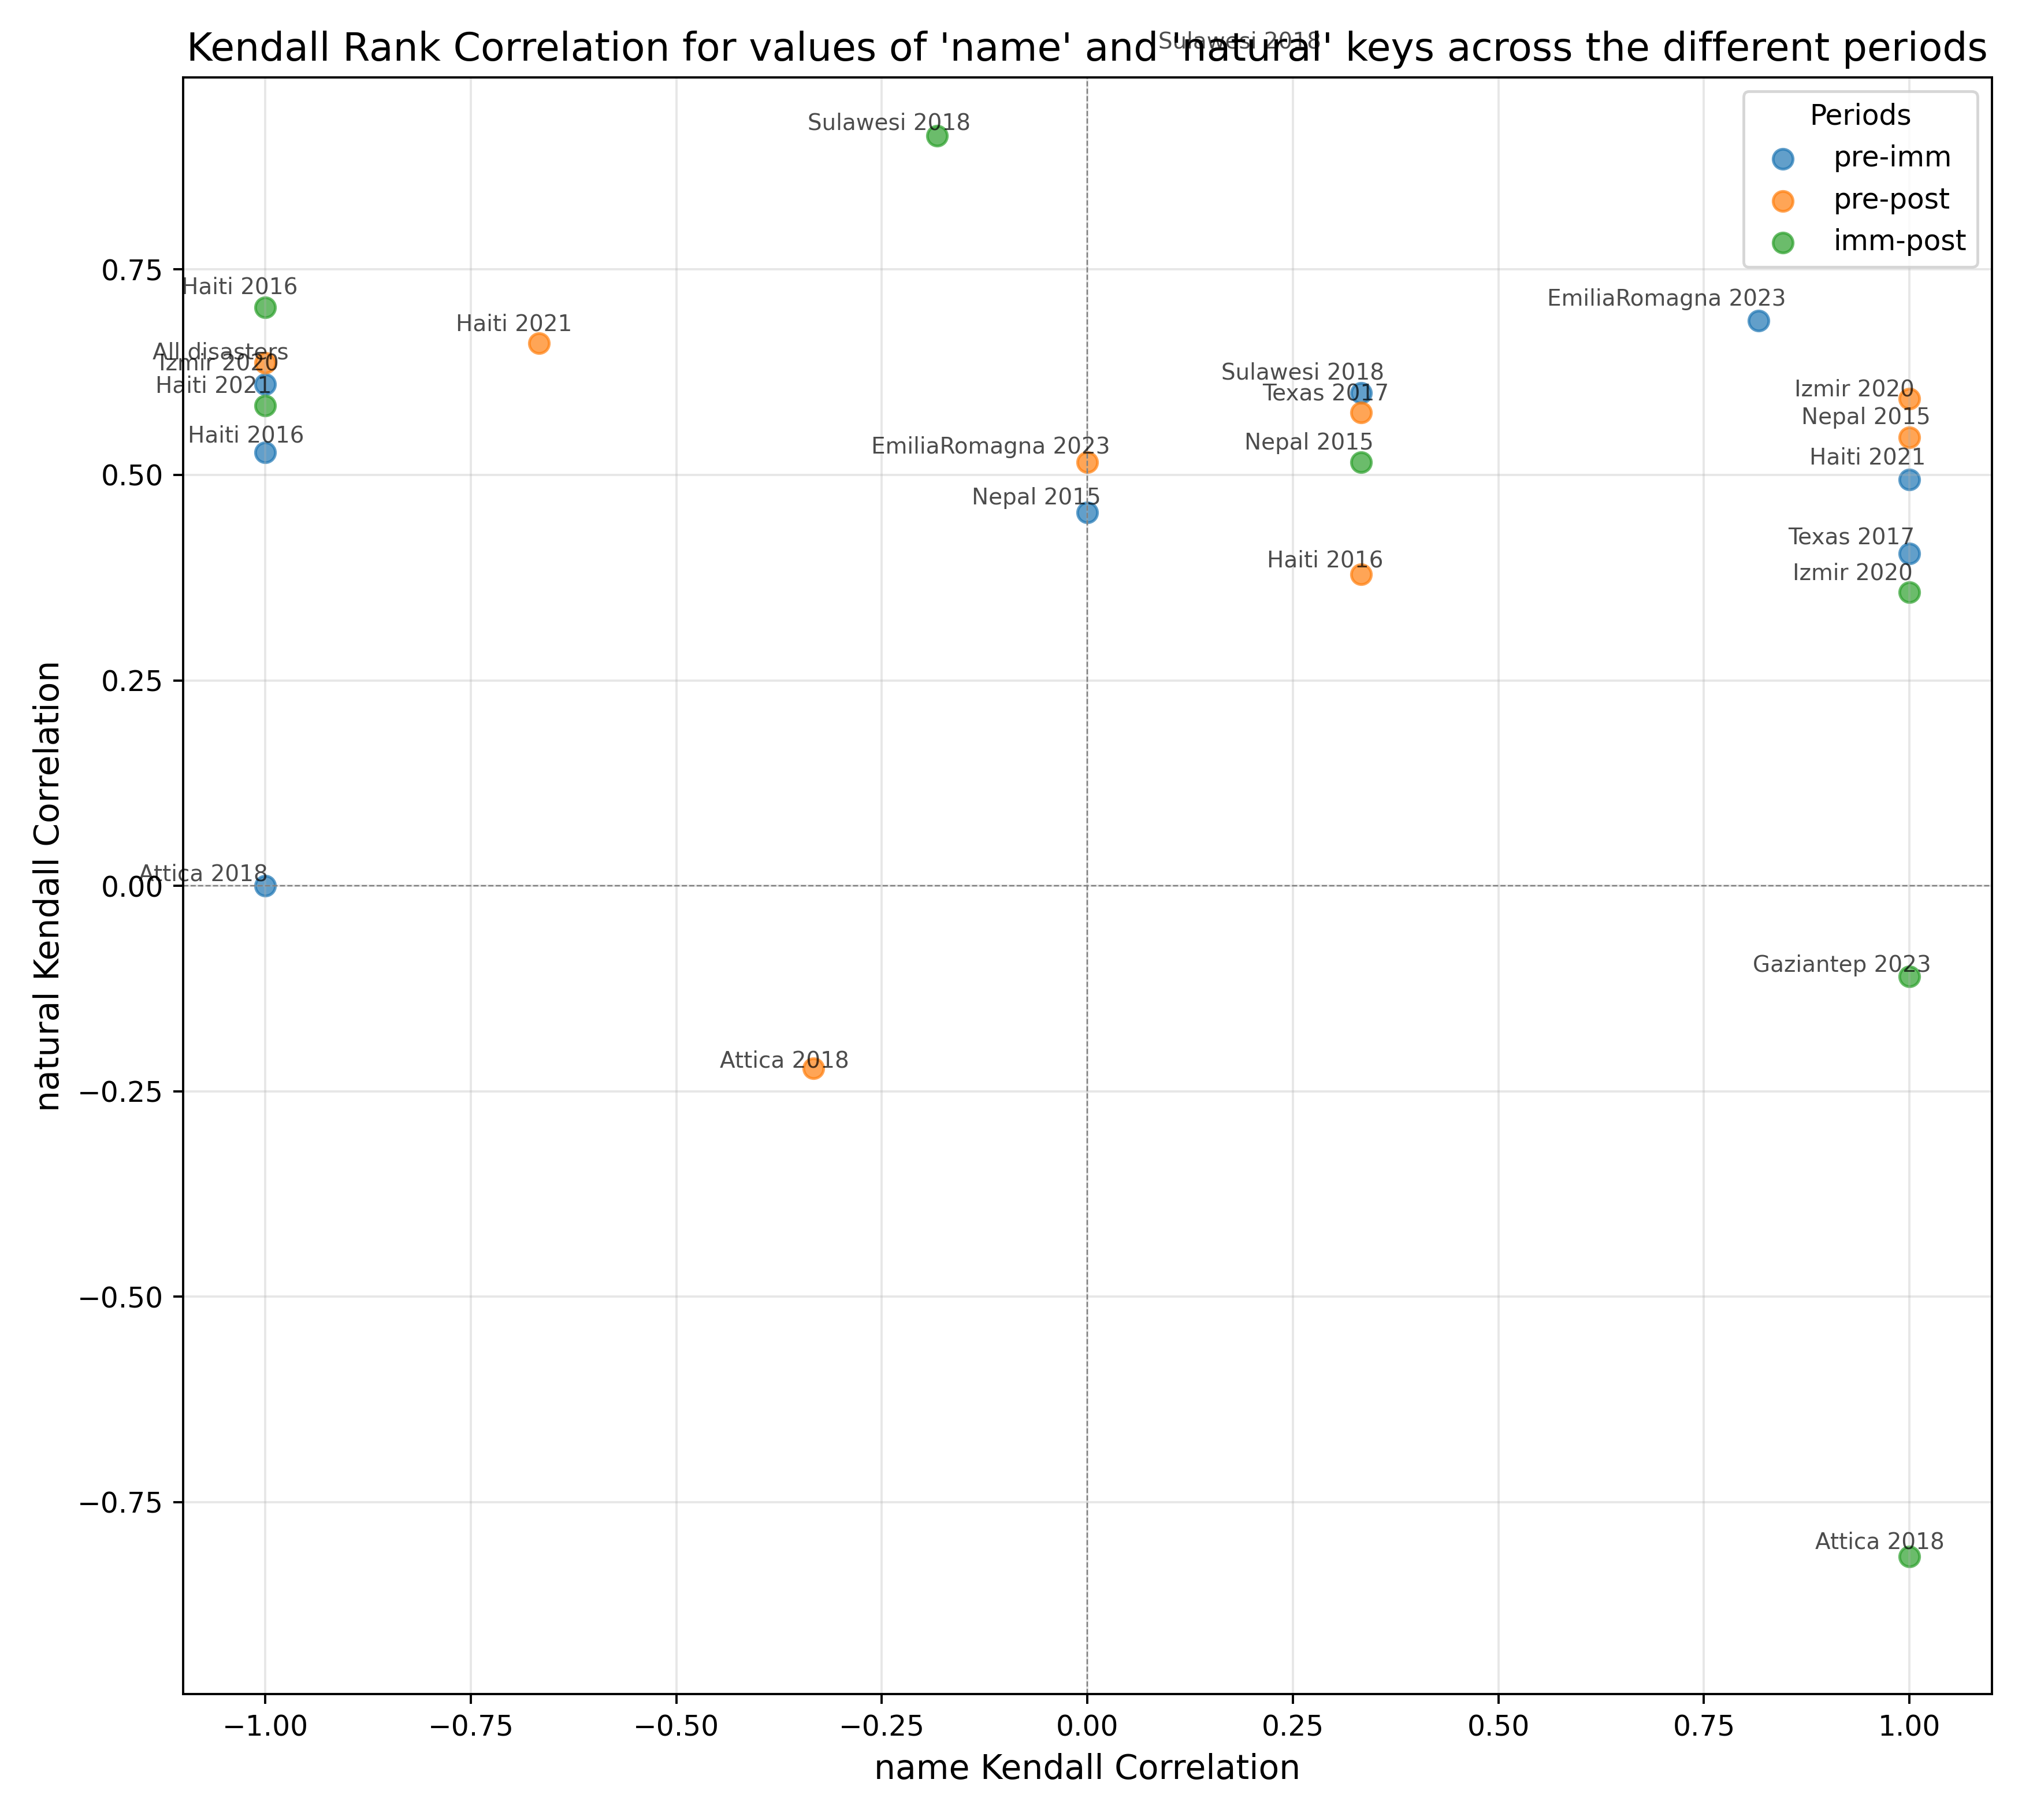 Kendall Rank Correlation for values of 'name' and 'natural' keys across the different periods
Sulawesi 2018
Sulawesi 2018
Periods
pre-imm
pre-post
imm-post
0.75
Haiti 2016
EmiliaRomagna 2023
Haiti 2021
All disasters
Izmir 2020
Haiti 2021
Sulawesi 2018
Texas 2017
Izmir 2020
Nepal 2015
Haiti 2016
EmiliaRomagna 2023
Nepal 2015
Haiti 2021
0.50
Nepal 2015
Texas 2017
Haiti 2016
Izmir 2020
0.25
natural Kendall Correlation
Attica 2018
0.00
Gaziantep 2023
Attica 2018
−0.25
−0.50
−0.75
Attica 2018
−1.00 −0.75 −0.50 −0.25 0.00 0.25 0.50 0.75 1.00
name Kendall Correlation